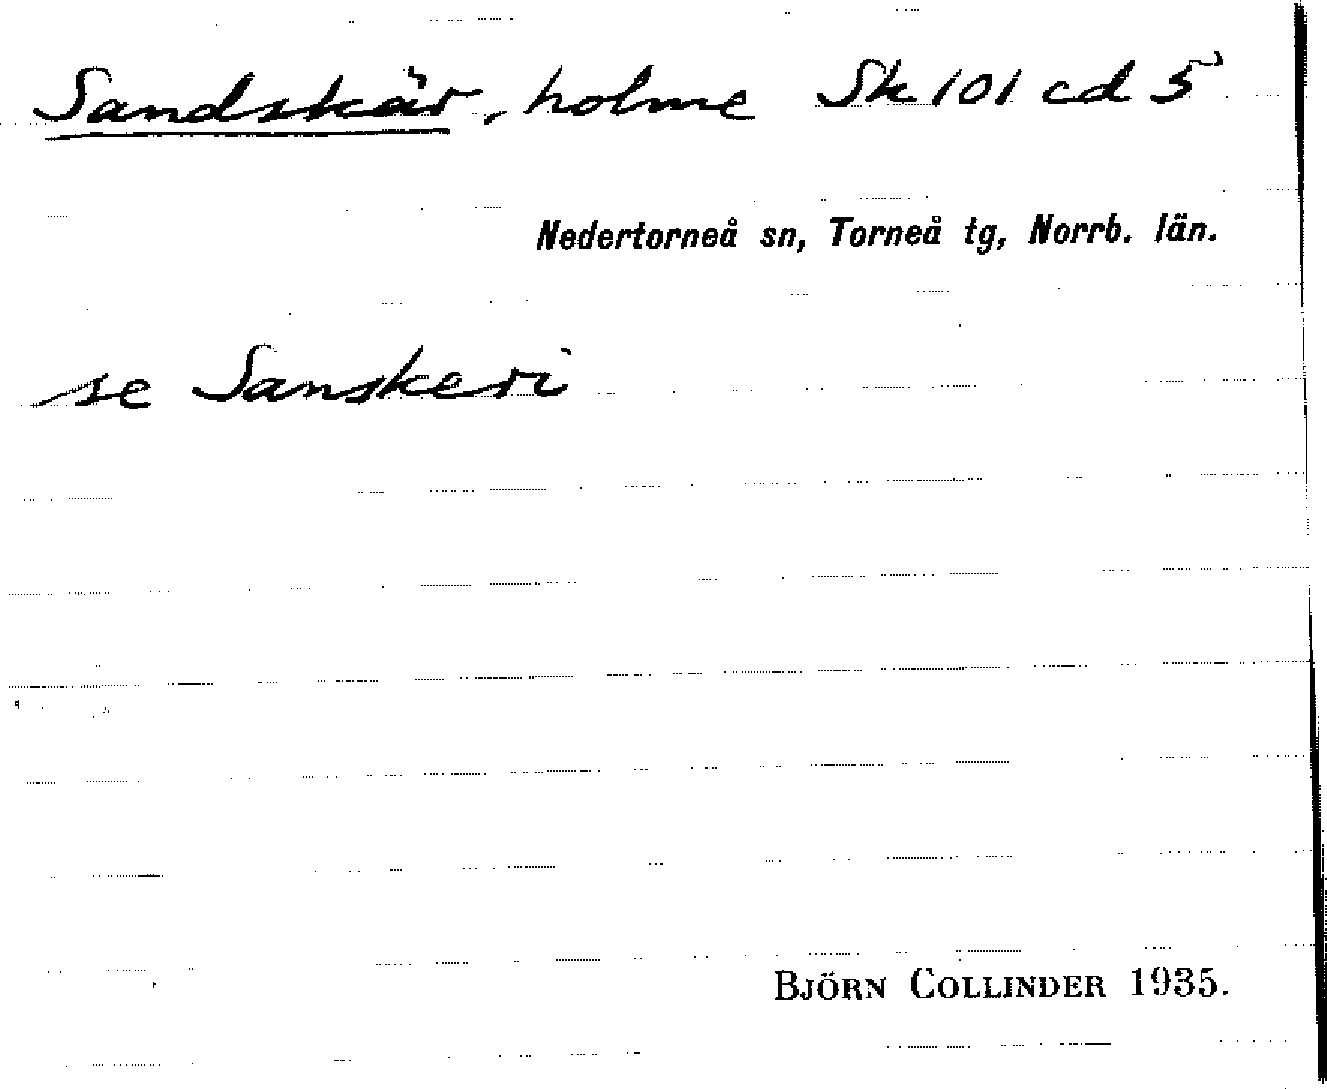 Sandskär, holme Sk 101 cd 5
Nedertorneå sn, Torneå tg, Norrb. län.
se Sanskeri
BJÖRN COLLINDER 1935.